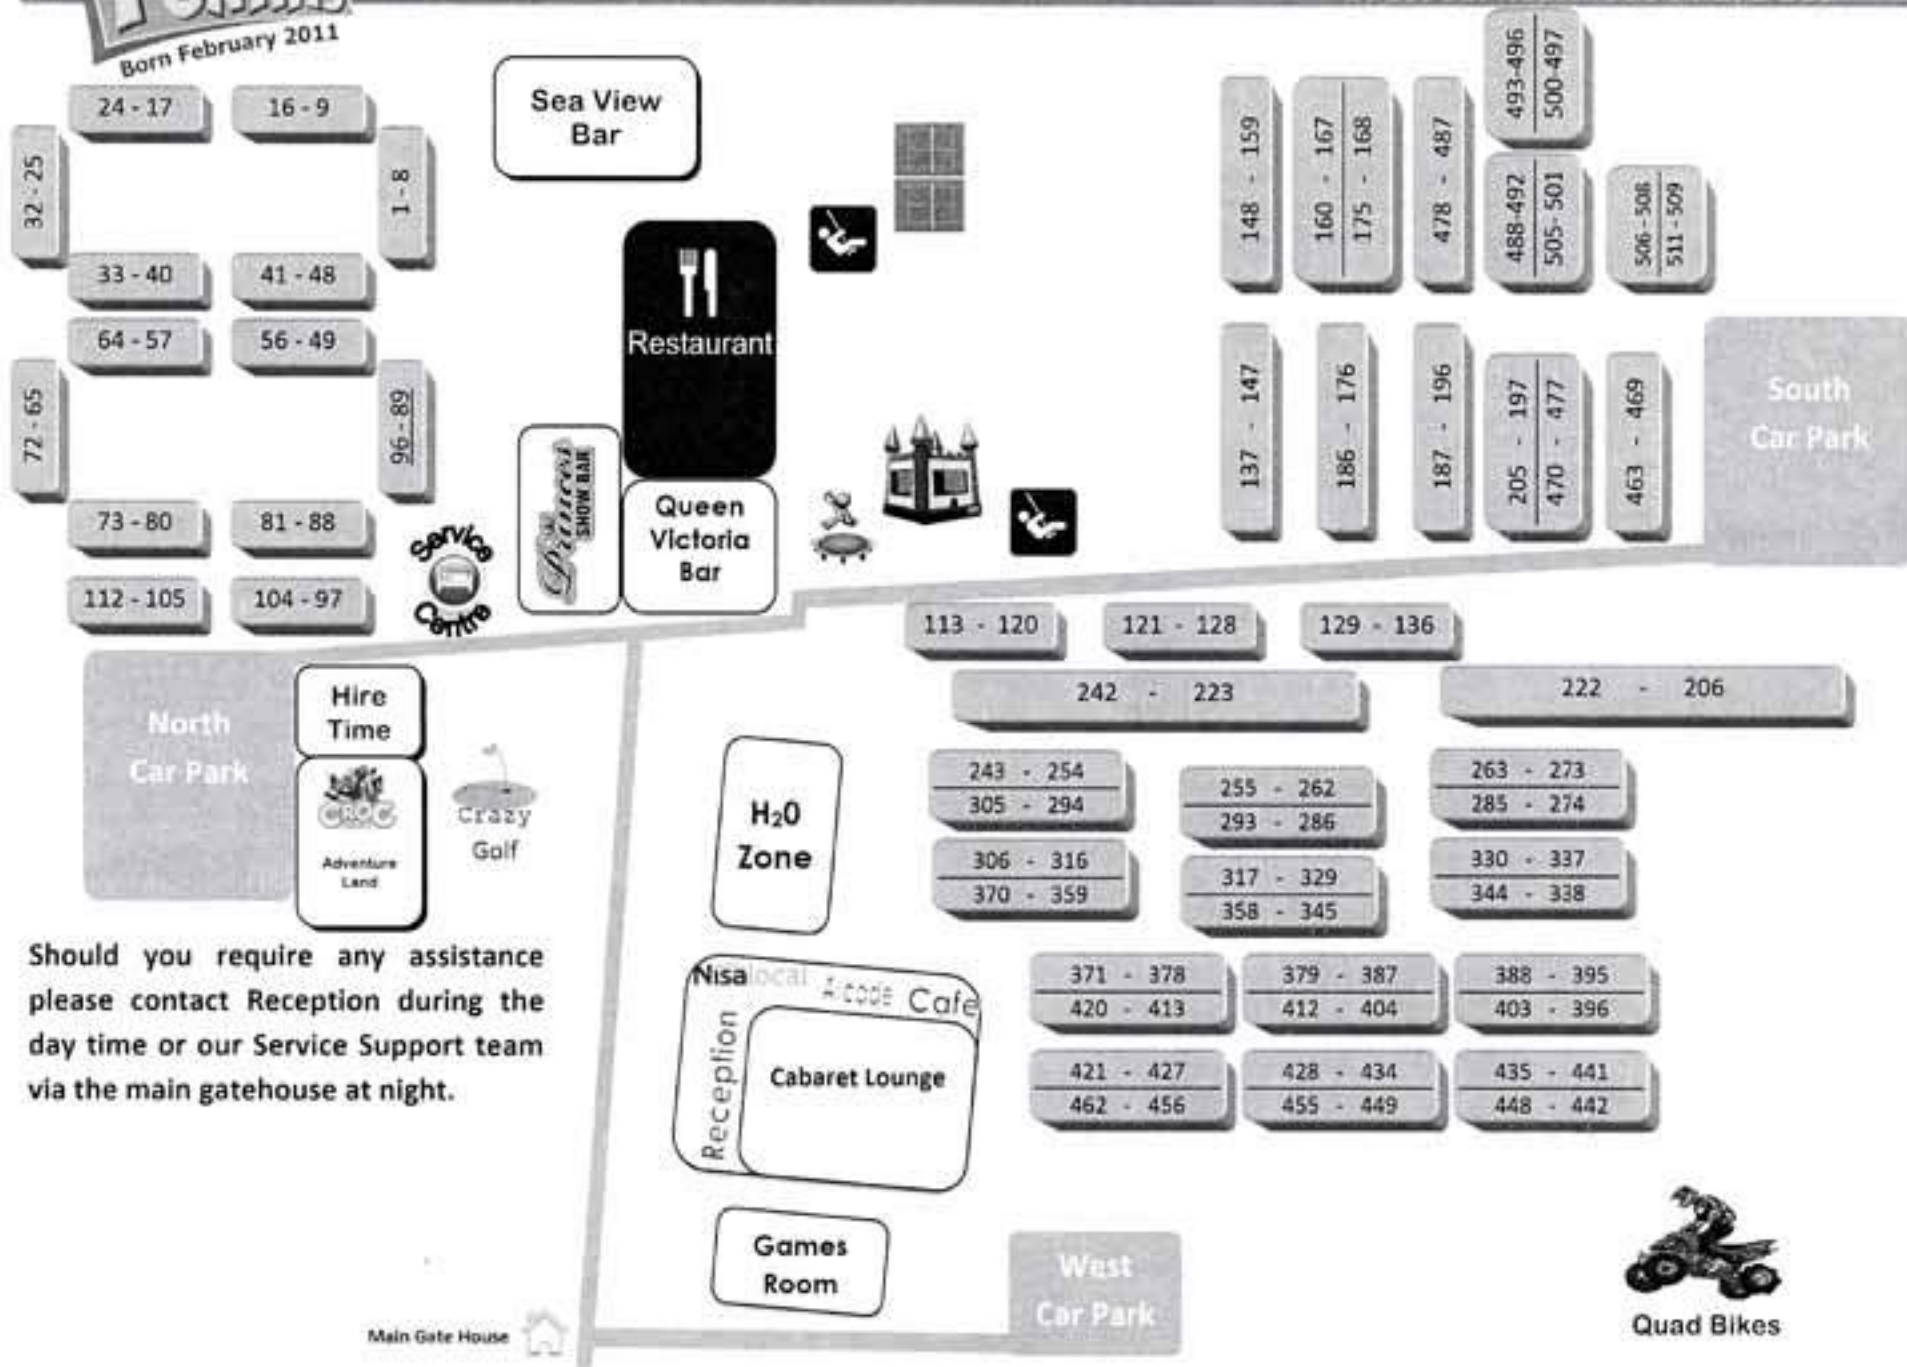 Born February 2011
24 - 17
16 - 9
32 - 25
1 - 8
33 - 40
41 - 48
64 - 57
56 - 49
72 - 65
96 - 89
73 - 80
81 - 88
112 - 105
104 - 97
Sea View
Bar
Restaurant
Diness
SHOW BAR
Queen
Victoria
Bar
Service
Centre
148 - 159
160 - 167
175 - 168
478 - 487
493-496
500-497
488-492
505- 501
506 - 508
511 - 509
137 - 147
186 - 176
187 - 196
205 - 197
470 - 477
463 - 469
South
Car Park
113 - 120
121 - 128
129 - 136
242 - 223
222 - 206
North
Car Park
Hire
Time
CROC
Adventure
Land
Crazy
Golf
H20
Zone
243 - 254
305 - 294
255 - 262
293 - 286
263 - 273
285 - 274
306 - 316
370 - 359
317 - 329
358 - 345
330 - 337
344 - 338
371 - 378
420 - 413
379 - 387
412 - 404
388 - 395
403 - 396
421 - 427
462 - 456
428 - 434
455 - 449
435 - 441
448 - 442
Nisa local
Arcade
Cafe
Reception
Cabaret Lounge
Games
Room
West
Car Park
Quad Bikes
Should you require any assistance
please contact Reception during the
day time or our Service Support team
via the main gatehouse at night.
Main Gate House